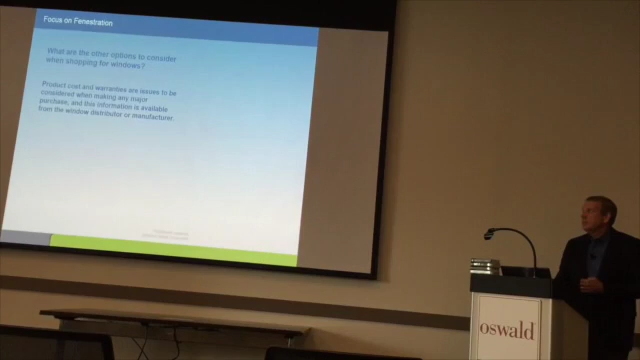 Focus on Fenestration
What are the other options to consider
when shopping for windows?
Product cost and warranties are issues to be
considered when making any major
purchase, and this information is available
from the window distributor or manufacturer
oswald